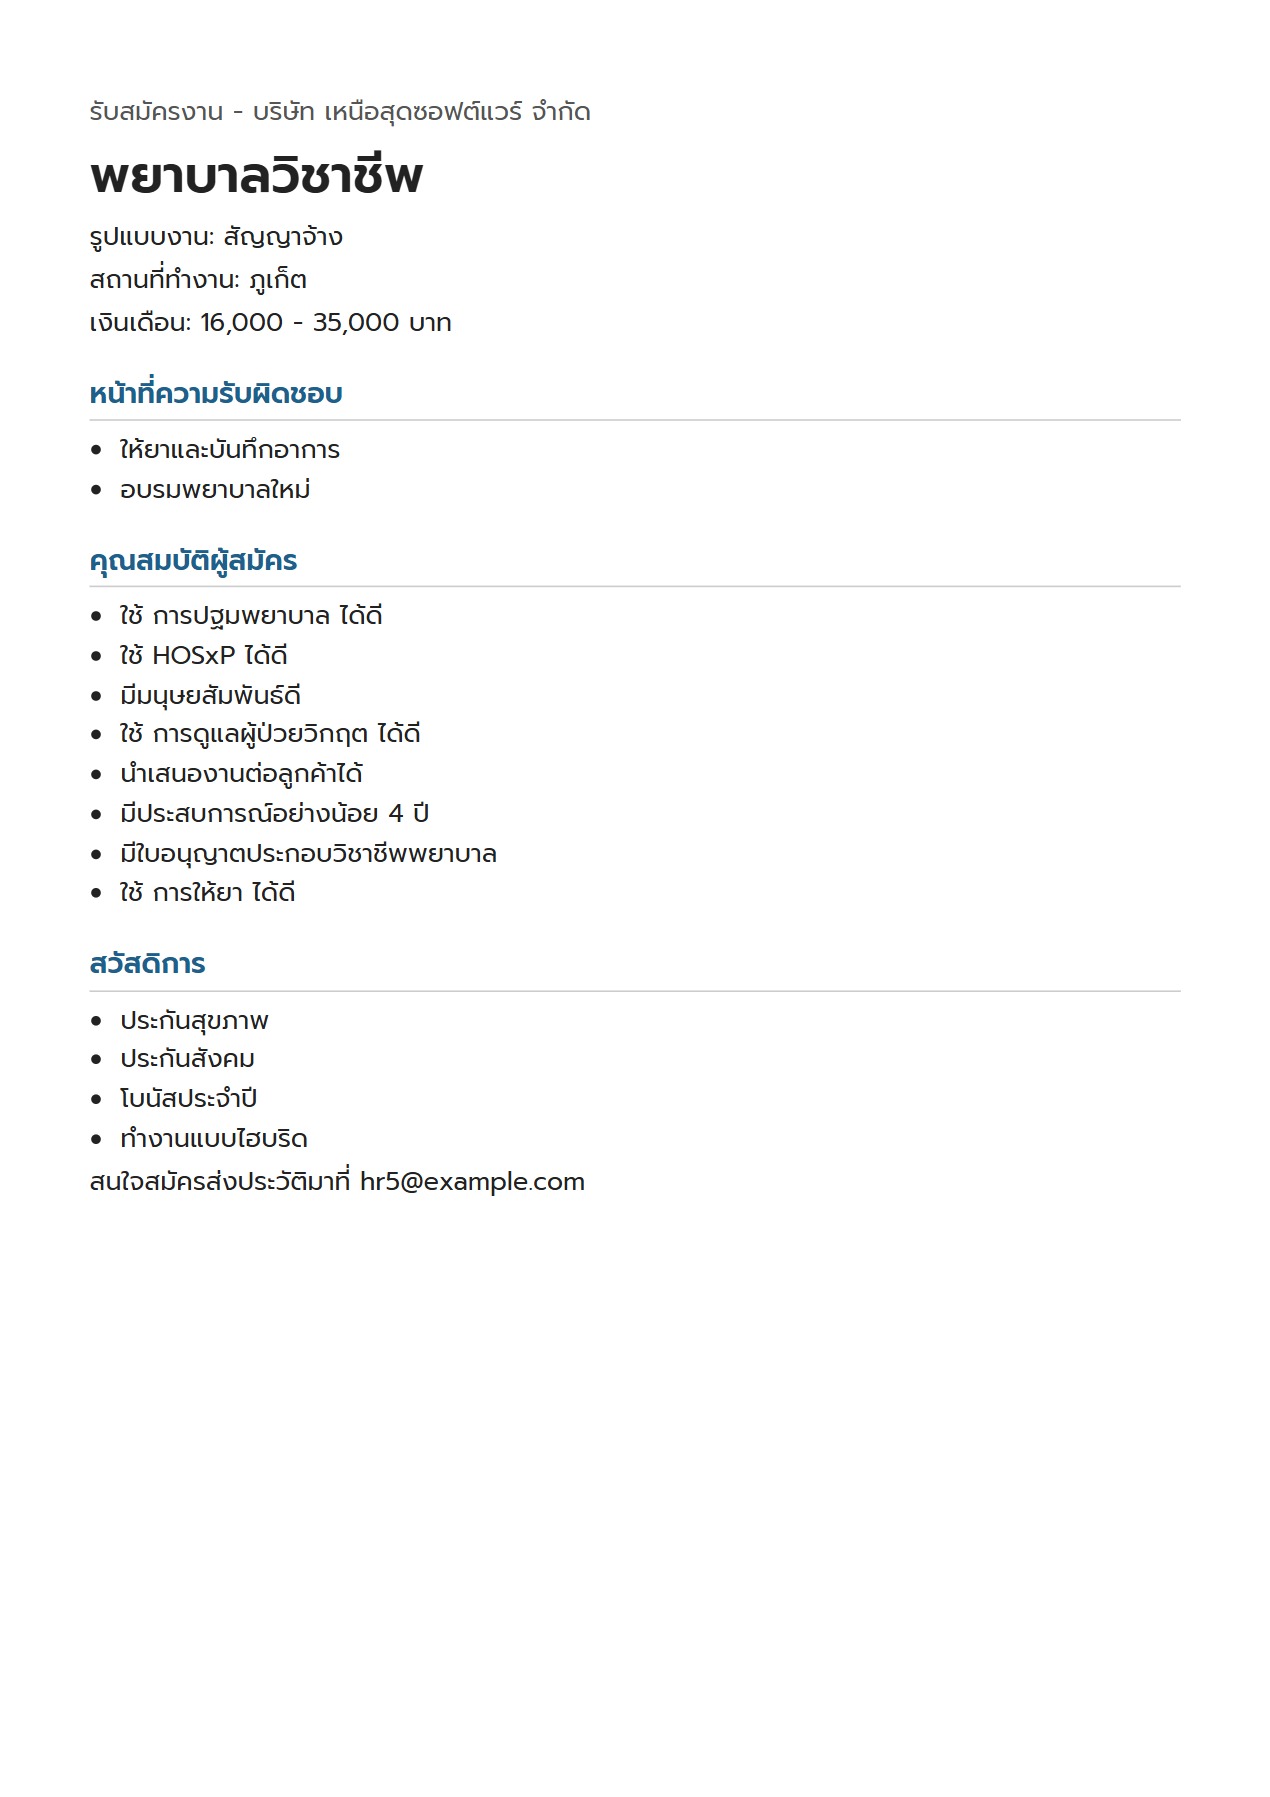 รับสมัครงาน - บริษัท เหนือสุดซอฟต์แวร์ จำกัด
พยาบาลวิชาชีพ
รูปแบบงาน: สัญญาจ้าง
สถานที่ทำงาน: ภูเก็ต
เงินเดือน: 16,000 - 35,000 บาท
หน้าที่ความรับผิดชอบ
• ให้ยาและบันทึกอาการ
• อบรมพยาบาลใหม่
คุณสมบัติผู้สมัคร
• ใช้ การปฐมพยาบาล ได้ดี
• ใช้ HOSxP ได้ดี
• มีมนุษยสัมพันธ์ดี
• ใช้ การดูแลผู้ป่วยวิกฤต ได้ดี
• นำเสนองานต่อลูกค้าได้
• มีประสบการณ์อย่างน้อย 4 ปี
• มีใบอนุญาตประกอบวิชาชีพพยาบาล
• ใช้ การให้ยา ได้ดี
สวัสดิการ
• ประกันสุขภาพ
• ประกันสังคม
• โบนัสประจำปี
• ทำงานแบบไฮบริด
สนใจสมัครส่งประวัติมาที่ hr5@example.com